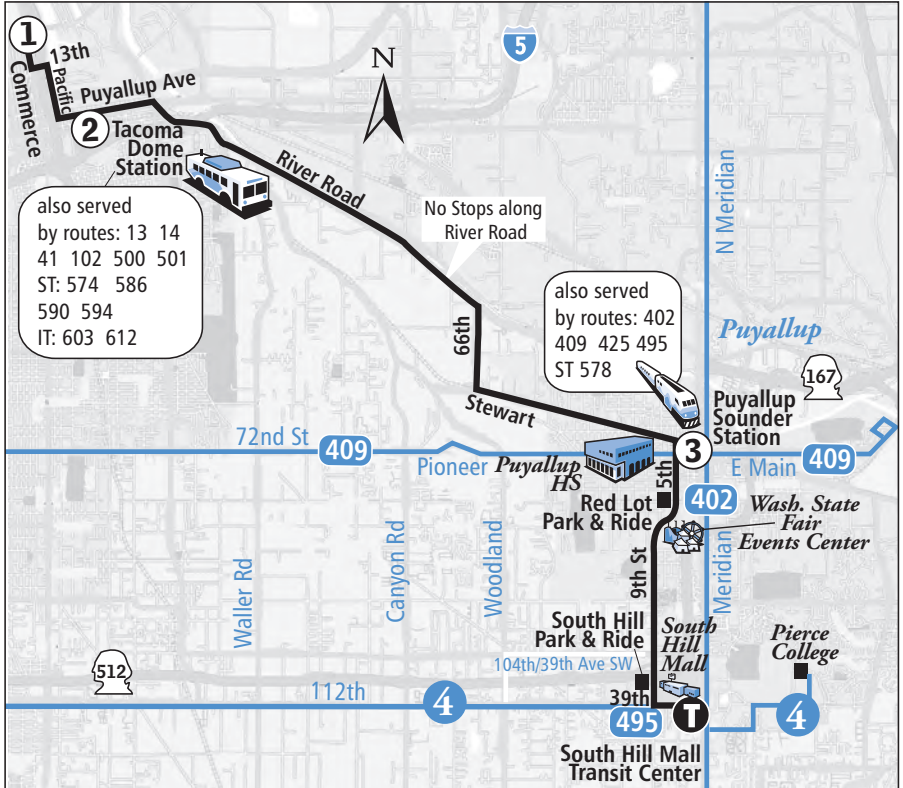 1
13th
Pacific
Commerce
Puyallup Ave
2
Tacoma
Dome
Station
also served
by routes: 13 14
41 102 500 501
ST: 574 586
590 594
IT: 603 612
N
5
River Road
No Stops along
River Road
66th
Stewart
also served
by routes: 402
409 425 495
ST 578
N Meridian
Puyallup
167
Puyallup
Sounder
Station
3
72nd St
409
Pioneer
Puyallup
HS
E Main
409
5th
402
Red Lot
Park & Ride
Wash. State
Fair
Events Center
9th St
Meridian
Waller Rd
Canyon Rd
Woodland
South Hill
Park & Ride
South
Hill
Mall
Pierce
College
104th/39th Ave SW
512
112th
4
39th
495
T
4
South Hill Mall
Transit Center